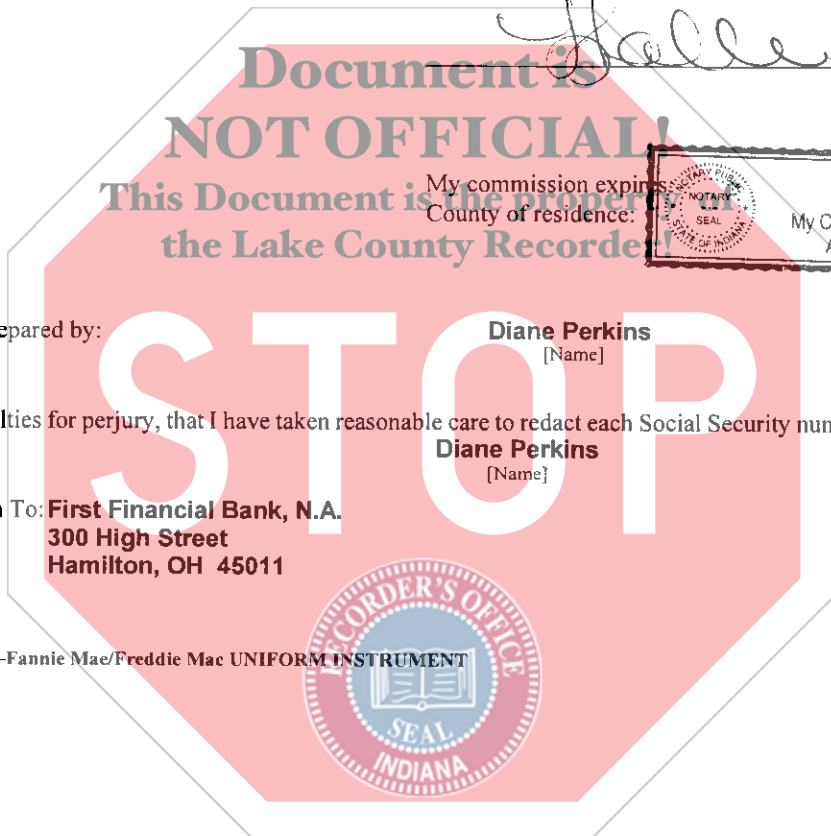 Document is
NOT OFFICIAL!
This Document is the property of
the Lake County Recorder!
My commission expires:
County of residence:
NOTARY PUBLIC
NOTARY
SEAL
STATE OF INDIANA
My C
A
STOP
epared by:
Diane Perkins
[Name]
lties for perjury, that I have taken reasonable care to redact each Social Security num
Diane Perkins
[Name]
n To: First Financial Bank, N.A.
300 High Street
Hamilton, OH 45011
-Fannie Mae/Freddie Mac UNIFORM INSTRUMENT
RECORDER'S OFFICE
SEAL
INDIANA